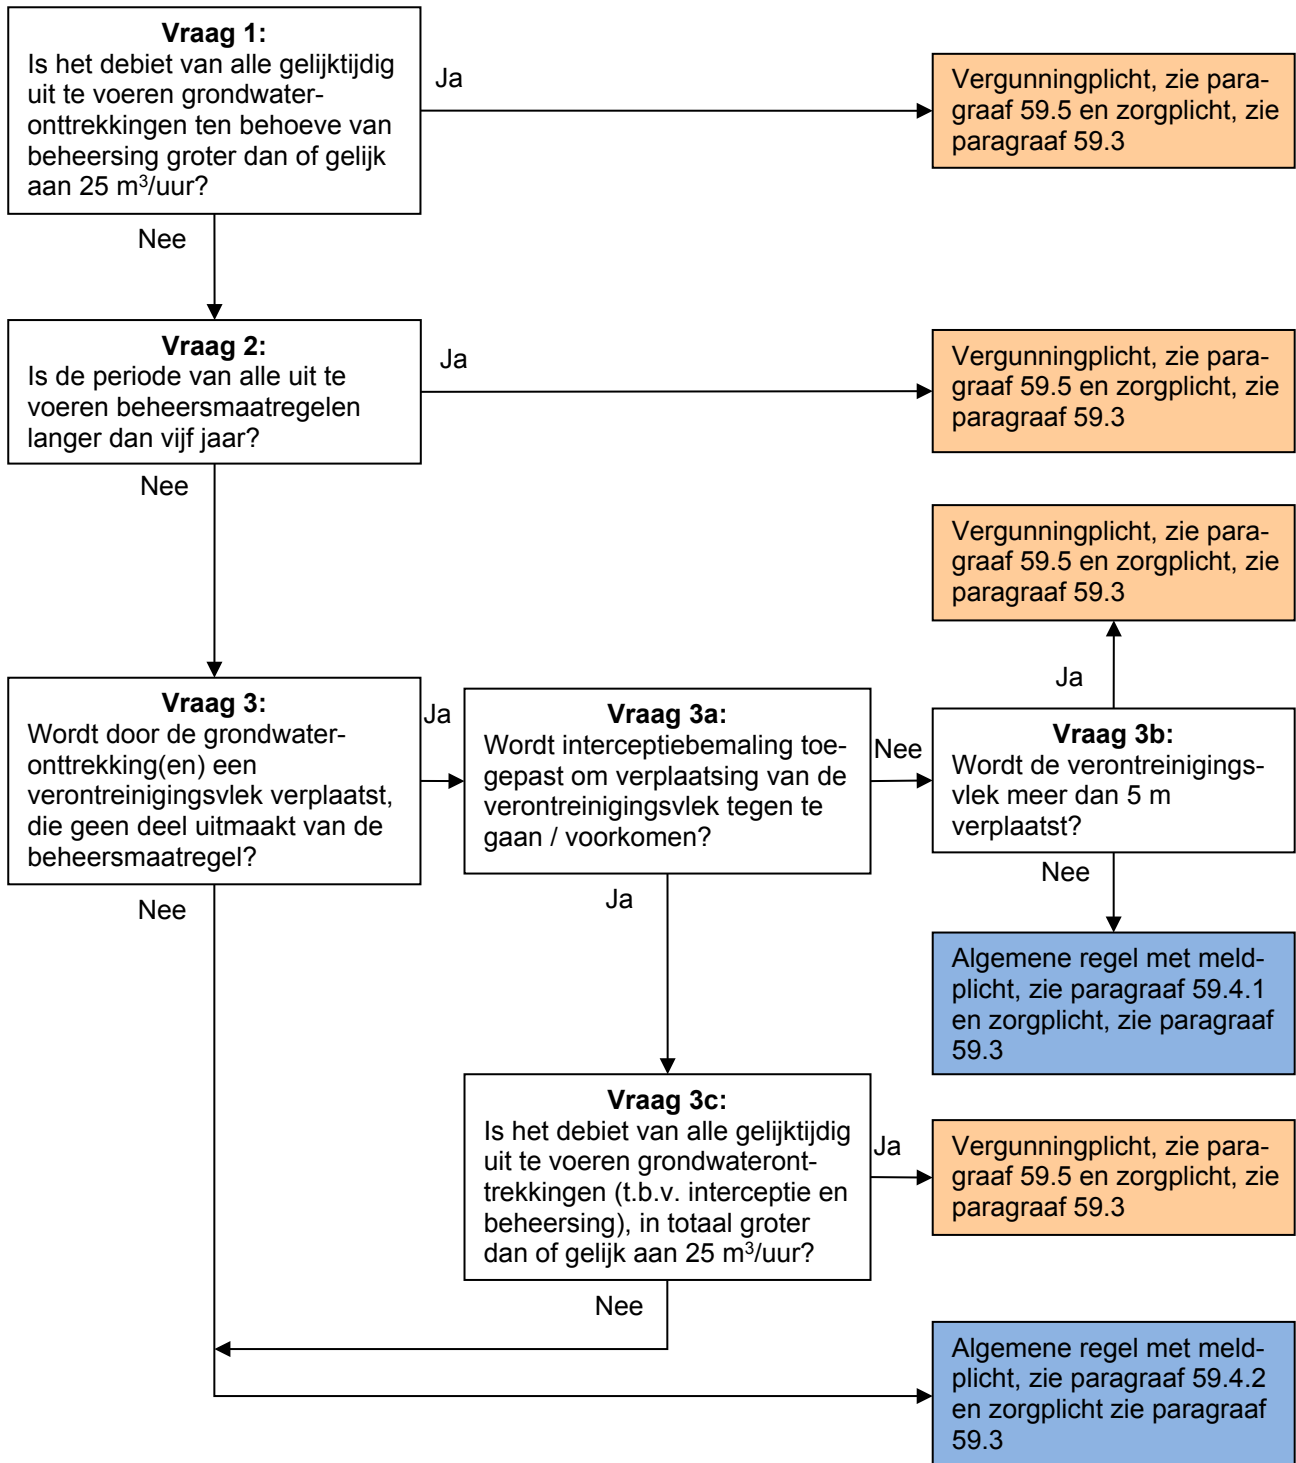 Vraag 1:
Is het debiet van alle gelijktijdig
uit te voeren grondwater-
onttrekkingen ten behoeve van
beheersing groter dan of gelijk
aan 25 m³/uur?
Ja
Vergunningplicht, zie para-
graaf 59.5 en zorgplicht, zie
paragraaf 59.3
Nee
Vraag 2:
Is de periode van alle uit te
voeren beheersmaatregelen
langer dan vijf jaar?
Ja
Vergunningplicht, zie para-
graaf 59.5 en zorgplicht, zie
paragraaf 59.3
Nee
Vergunningplicht, zie para-
graaf 59.5 en zorgplicht, zie
paragraaf 59.3
Ja
Vraag 3:
Wordt door de grondwater-
onttrekking(en) een
verontreinigingsvlek verplaatst,
die geen deel uitmaakt van de
beheersmaatregel?
Ja
Vraag 3a:
Wordt interceptiebemaling toe-
gepast om verplaatsing van de
verontreinigingsvlek tegen te
gaan / voorkomen?
Nee
Vraag 3b:
Wordt de verontreinigings-
vlek meer dan 5 m
verplaatst?
Nee
Ja
Nee
Algemene regel met meld-
plicht, zie paragraaf 59.4.1
en zorgplicht, zie paragraaf
59.3
Vraag 3c:
Is het debiet van alle gelijktijdig
uit te voeren grondwateront-
trekkingen (t.b.v. interceptie en
beheersing), in totaal groter
dan of gelijk aan 25 m³/uur?
Ja
Vergunningplicht, zie para-
graaf 59.5 en zorgplicht, zie
paragraaf 59.3
Nee
Algemene regel met meld-
plicht, zie paragraaf 59.4.2
en zorgplicht zie paragraaf
59.3